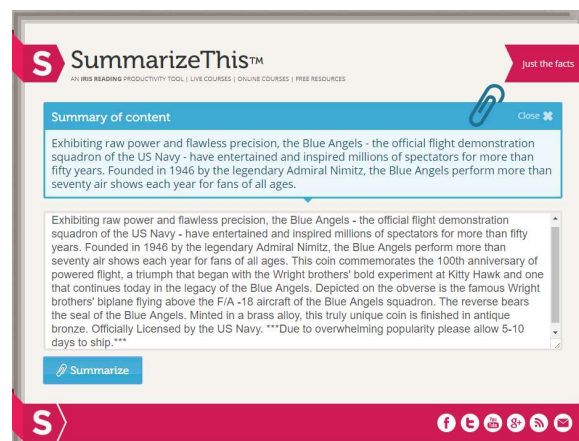 S SummarizeThis™
AN IRIS READING PRODUCTIVITY TOOL | LIVE COURSES | ONLINE COURSES | FREE RESOURCES
Just the facts
Summary of content
Close ✖
Exhibiting raw power and flawless precision, the Blue Angels - the official flight demonstration
squadron of the US Navy - have entertained and inspired millions of spectators for more than
fifty years. Founded in 1946 by the legendary Admiral Nimitz, the Blue Angels perform more than
seventy air shows each year for fans of all ages.
Exhibiting raw power and flawless precision, the Blue Angels - the official flight demonstration
squadron of the US Navy - have entertained and inspired millions of spectators for more than fifty
years. Founded in 1946 by the legendary Admiral Nimitz, the Blue Angels perform more than
seventy air shows each year for fans of all ages. This coin commemorates the 100th anniversary of
powered flight, a triumph that began with the Wright brothers' bold experiment at Kitty Hawk and one
that continues today in the legacy of the Blue Angels. Depicted on the obverse is the famous Wright
brothers' biplane flying above the F/A -18 aircraft of the Blue Angels squadron. The reverse bears
the seal of the Blue Angels. Minted in a brass alloy, this truly unique coin is finished in antique
bronze. Officially Licensed by the US Navy. ***Due to overwhelming popularity please allow 5-10
days to ship.***
Summarize
S
f t You Tube g+